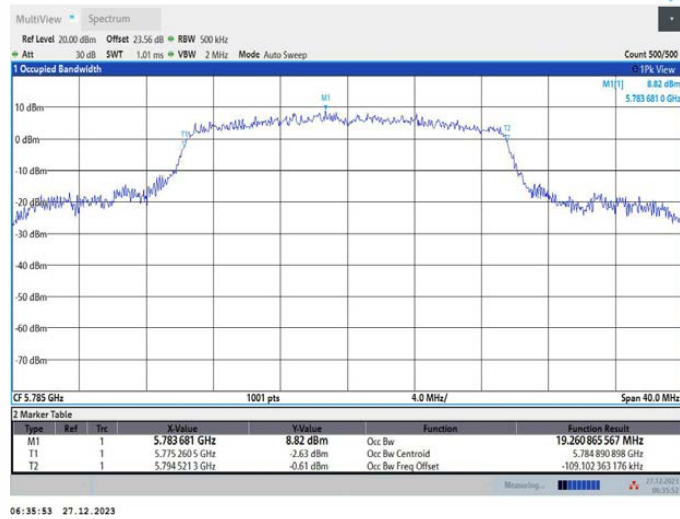 MultiView Spectrum
Ref Level 20.00 dBm Offset 23.56 dB RBW 500 kHz
Att 30 dB SWT 1.01 ms VBW 2 MHz Mode Auto Sweep Count 500/500
1 Occupied Bandwidth 1Pk View
M1[1] 8.82 dBm
5.783 681 0 GHz
M1
10 dBm
T1 T2
0 dBm
-10 dBm
-20 dBm
-30 dBm
-40 dBm
-50 dBm
-60 dBm
-70 dBm
CF 5.785 GHz 1001 pts 4.0 MHz/ Span 40.0 MHz
2 Marker Table
Type Ref Trc X-Value Y-Value Function Function Result
M1 1 5.783 681 GHz 8.82 dBm Occ Bw 19.260 865 567 MHz
T1 1 5.775 260 5 GHz -2.63 dBm Occ Bw Centroid 5.784 890 898 GHz
T2 1 5.794 521 3 GHz -0.61 dBm Occ Bw Freq Offset -109.102 363 176 kHz
Measuring... 27.12.2023
06:35:52
06:35:53 27.12.2023